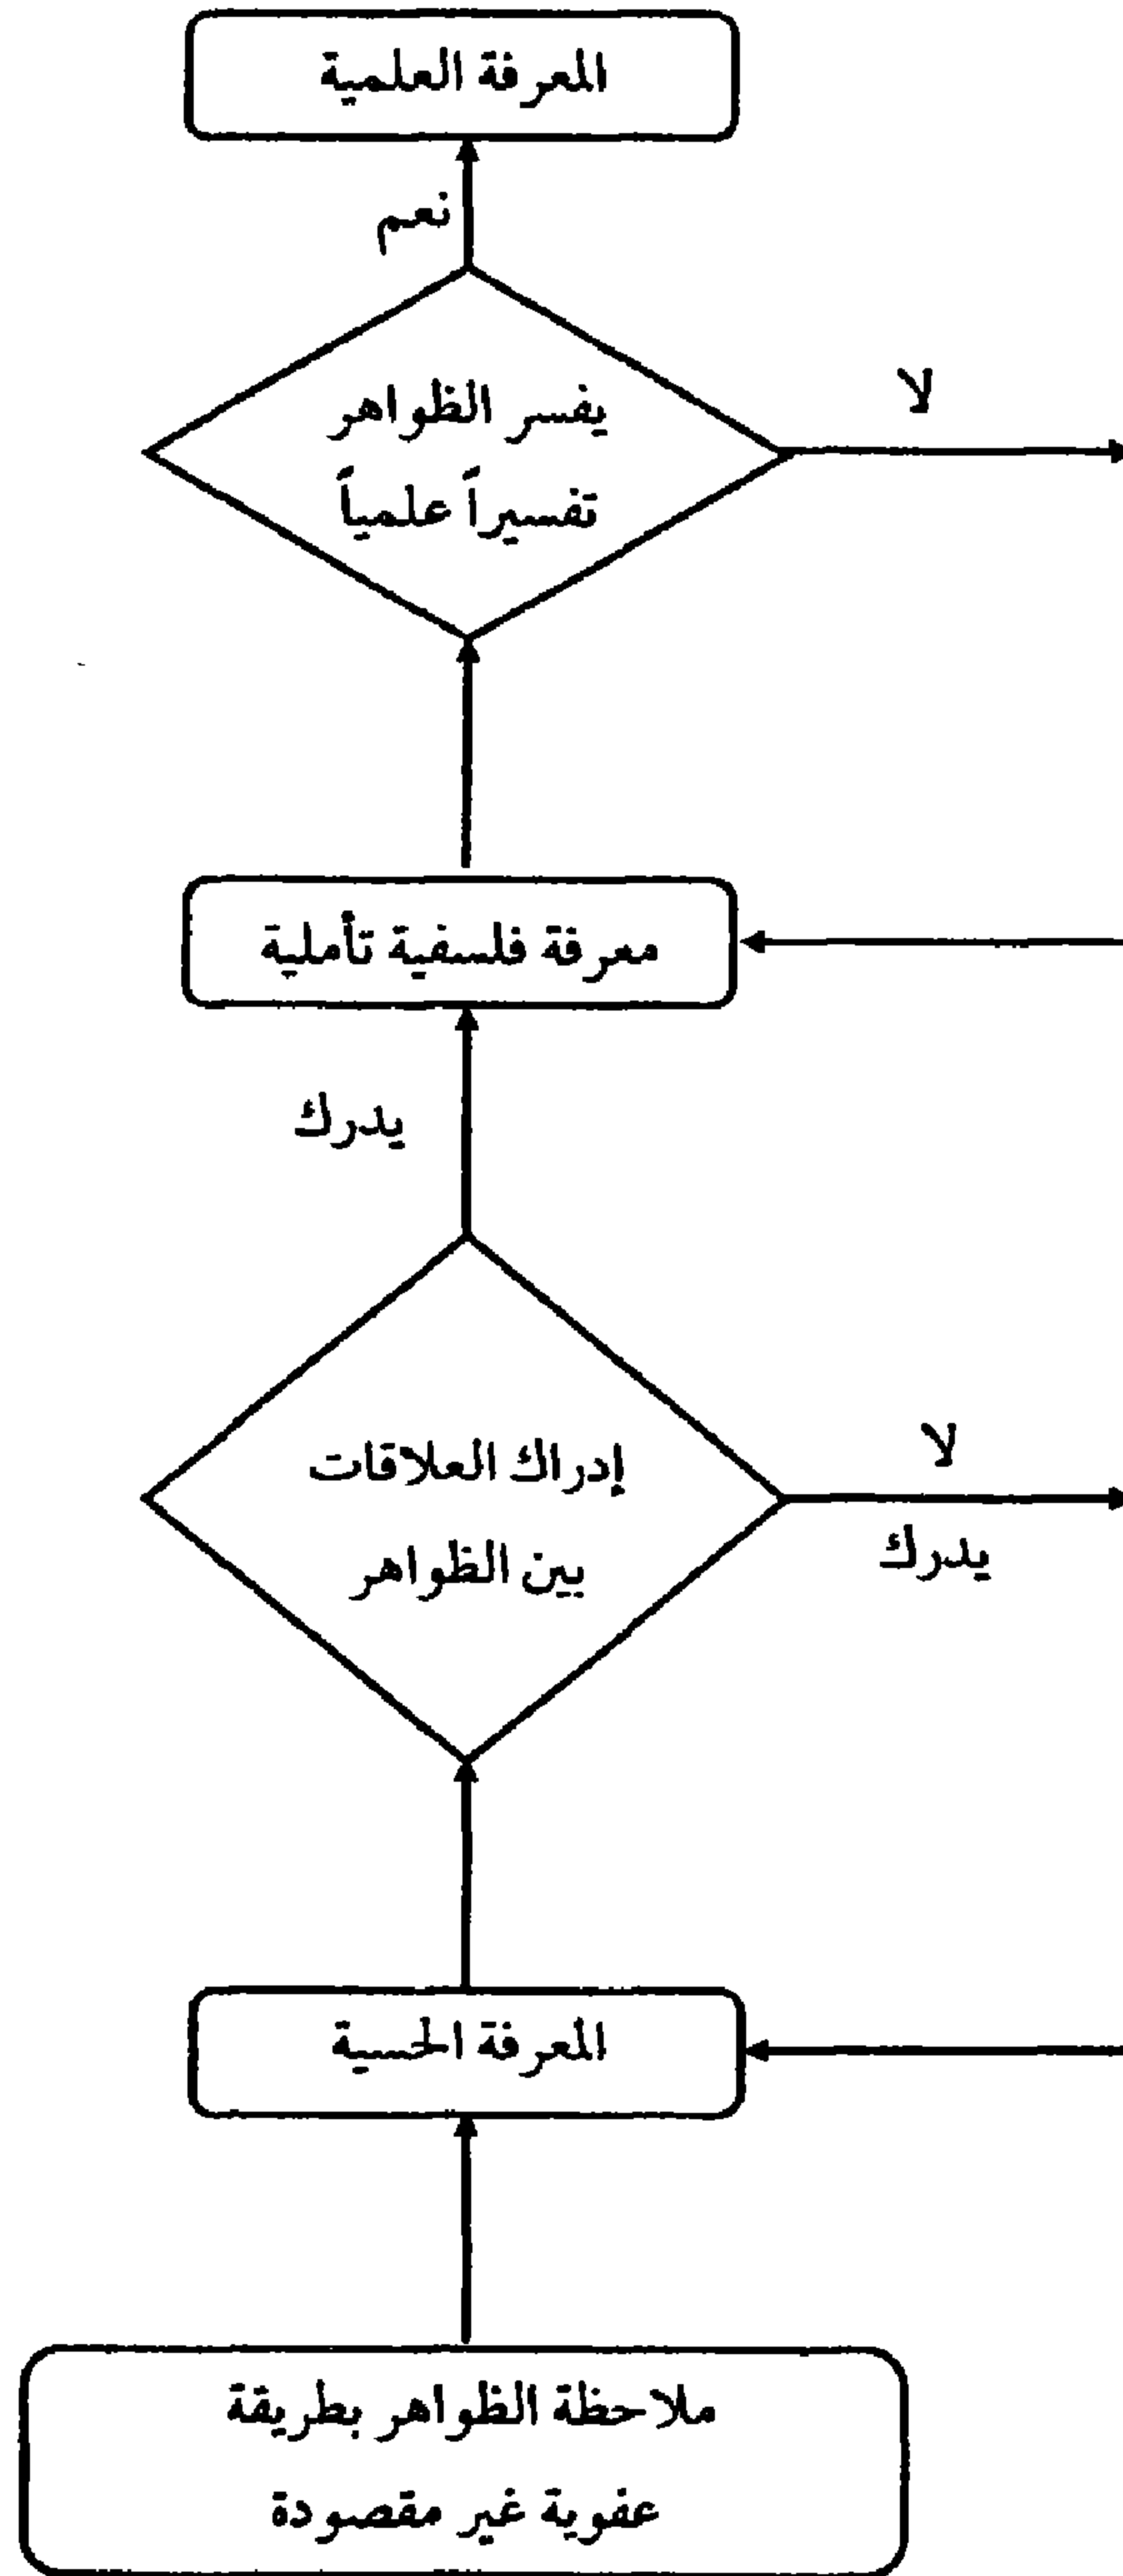 المعرفة العلمية
نعم
يفسر الظواهر
تفسيراً علمياً
لا
معرفة فلسفية تأملية
يدرك
إدراك العلاقات
بين الظواهر
لا
يدرك
المعرفة الحسية
ملاحظة الظواهر بطريقة
عفوية غير مقصودة